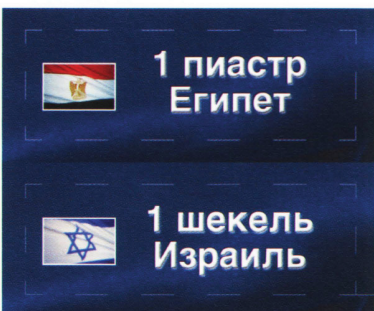 1 пиастр
Египет
1 шекель
Израиль